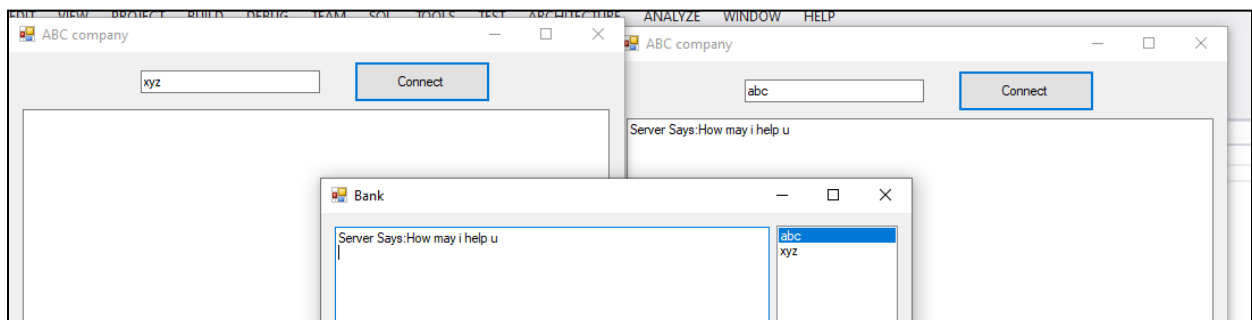 EDIT VIEW PROJECT BUILD DEBUG TEAM SQL TOOLS TEST ARCHITECTURE ANALYZE WINDOW HELP
ABC company
xyz
Connect
ABC company
abc
Connect
Server Says:How may i help u
Bank
Server Says:How may i help u
abc
xyz